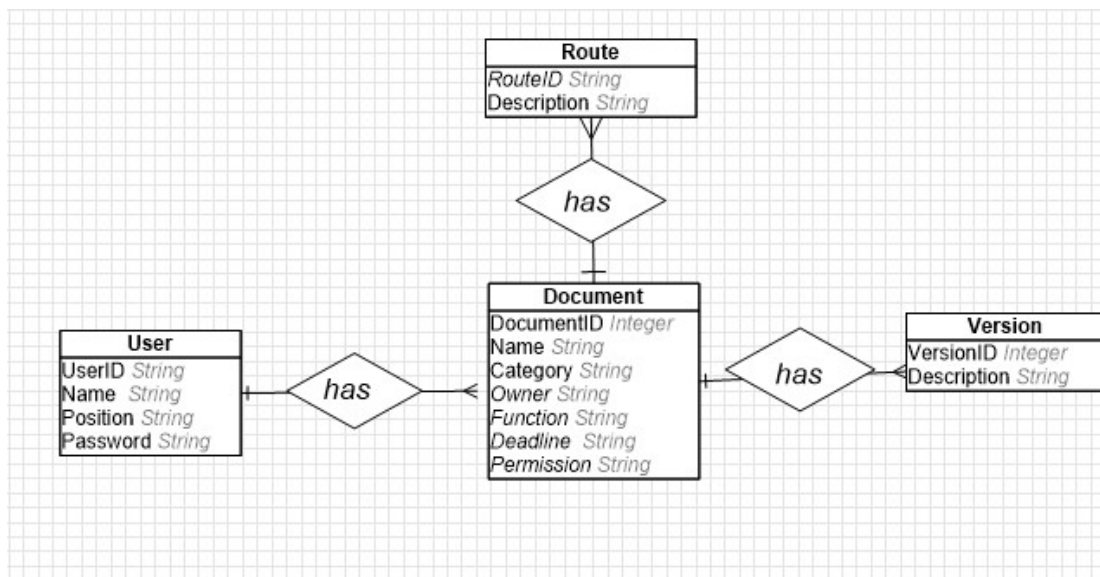 Route
RouteID String
Description String
has
Document
DocumentID Integer
Name String
Category String
Owner String
Function String
Deadline String
Permission String
User
UserID String
Name String
Position String
Password String
has
has
Version
VersionID Integer
Description String